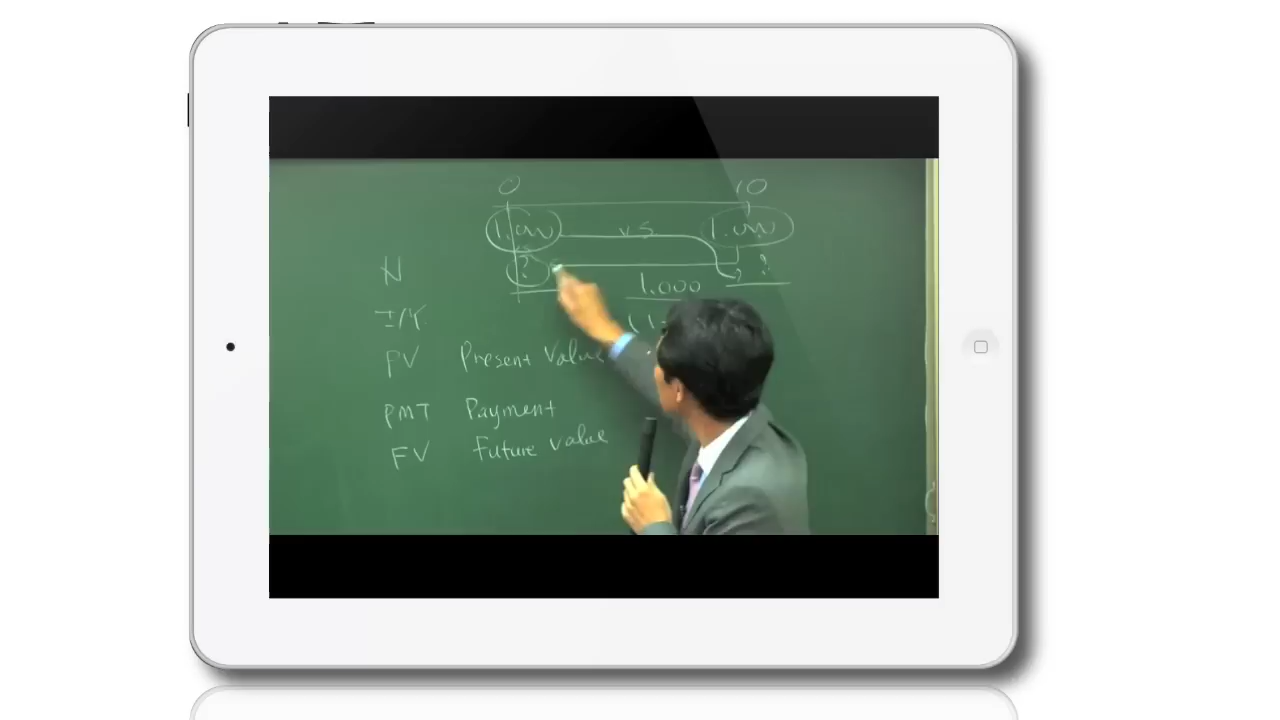 0 10
1.000 vs 1.000
? ?
N 1.000
I/Y
PV Present Value
PMT Payment
FV Future value